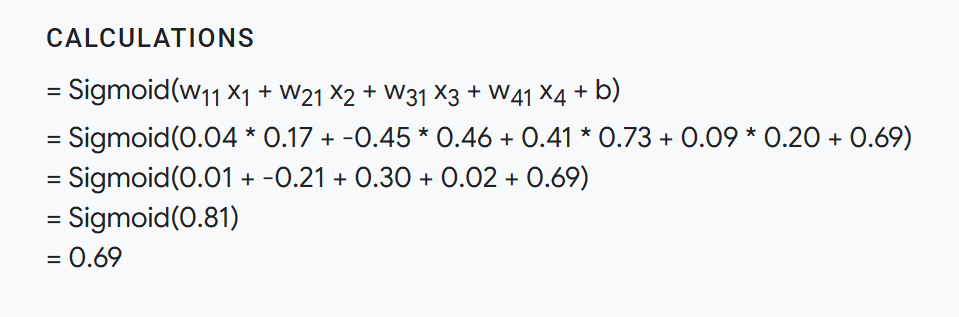 CALCULATIONS
= Sigmoid(w₁₁ x₁ + w₂₁ x₂ + w₃₁ x₃ + w₄₁ x₄ + b)
= Sigmoid(0.04 * 0.17 + -0.45 * 0.46 + 0.41 * 0.73 + 0.09 * 0.20 + 0.69)
= Sigmoid(0.01 + -0.21 + 0.30 + 0.02 + 0.69)
= Sigmoid(0.81)
= 0.69